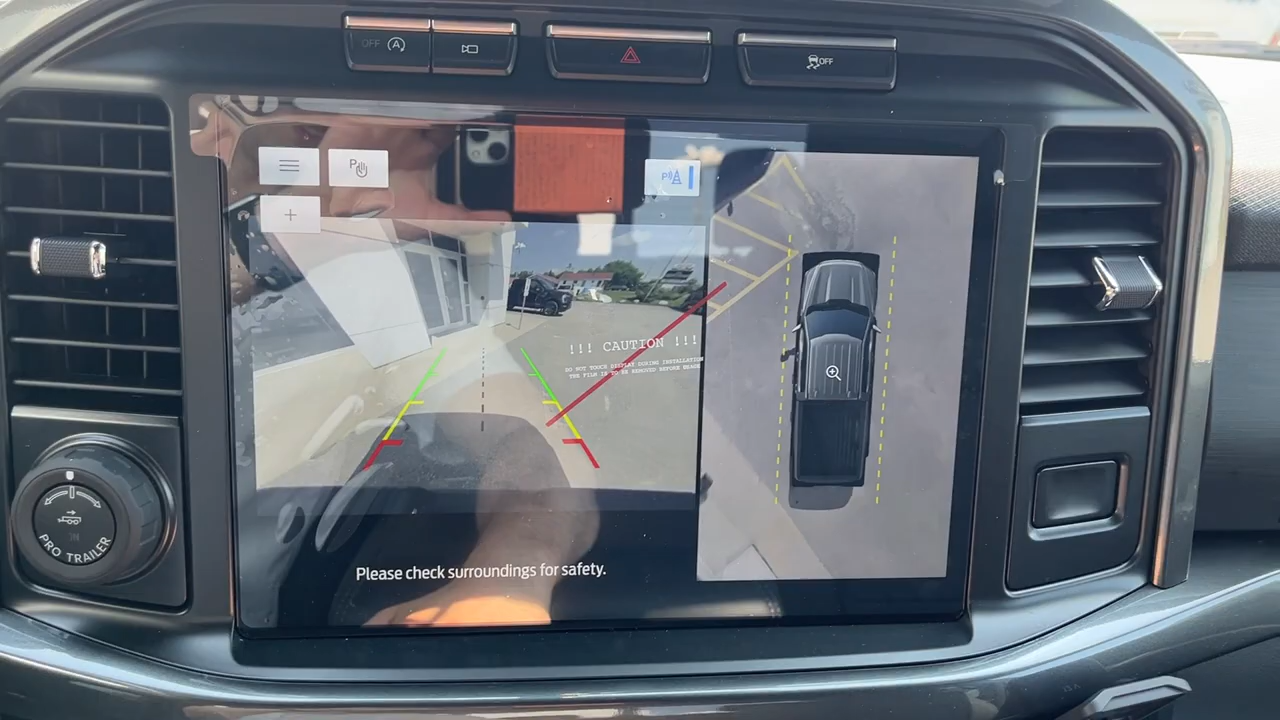 OFF
OFF
P
P
!!! CAUTION !!!
DO NOT TOUCH DISPLAY DURING INSTALLATION
THE FILM IS TO BE REMOVED BEFORE USAGE
PRO TRAILER
Please check surroundings for safety.